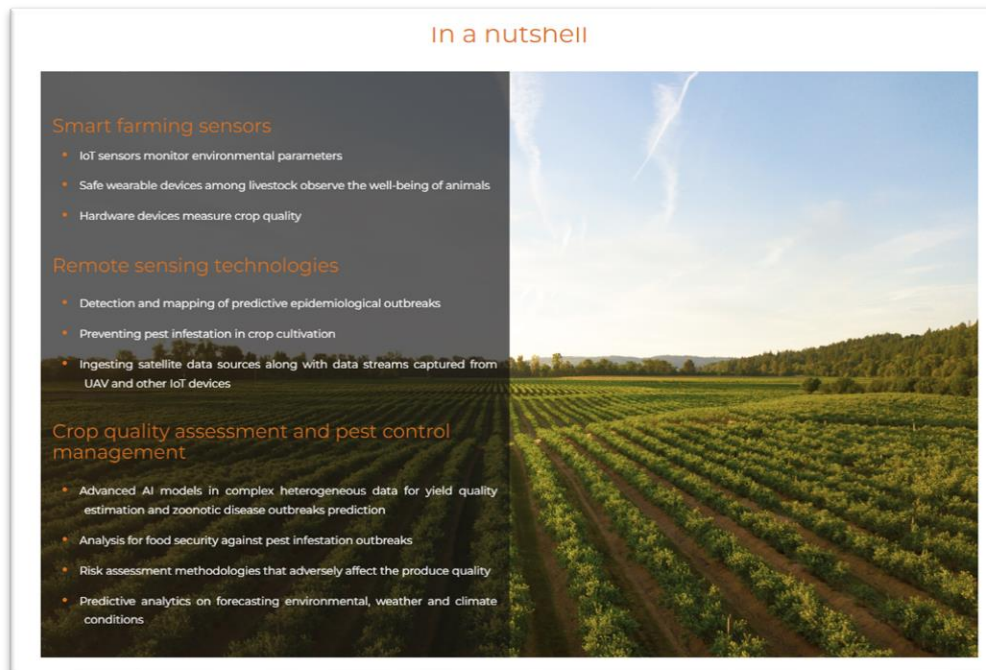 In a nutshell
Smart farming sensors
• IoT sensors monitor environmental parameters
• Safe wearable devices among livestock observe the well-being of animals
• Hardware devices measure crop quality
Remote sensing technologies
• Detection and mapping of predictive epidemiological outbreaks
• Preventing pest infestation in crop cultivation
• Ingesting satellite data sources along with data streams captured from
UAV and other IoT devices
Crop quality assessment and pest control
management
• Advanced AI models in complex heterogeneous data for yield quality
estimation and zoonotic disease outbreaks prediction
• Analysis for food security against pest infestation outbreaks
• Risk assessment methodologies that adversely affect the produce quality
• Predictive analytics on forecasting environmental, weather and climate
conditions